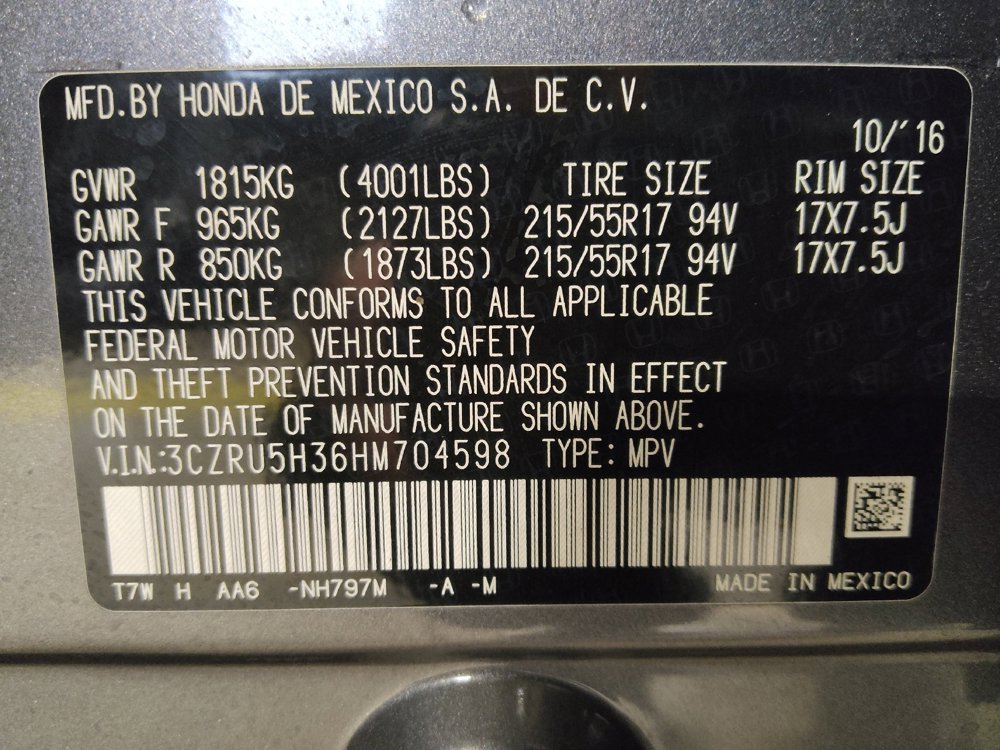 MFD.BY HONDA DE MEXICO S.A. DE C.V.
10/'16
GVWR 1815KG (4001LBS) TIRE SIZE RIM SIZE
GAWR F 965KG (2127LBS) 215/55R17 94V 17X7.5J
GAWR R 850KG (1873LBS) 215/55R17 94V 17X7.5J
THIS VEHICLE CONFORMS TO ALL APPLICABLE
FEDERAL MOTOR VEHICLE SAFETY
AND THEFT PREVENTION STANDARDS IN EFFECT
ON THE DATE OF MANUFACTURE SHOWN ABOVE.
V.I.N.:3CZRU5H36HM704598 TYPE: MPV
T7W H AA6 -NH797M -A -M MADE IN MEXICO